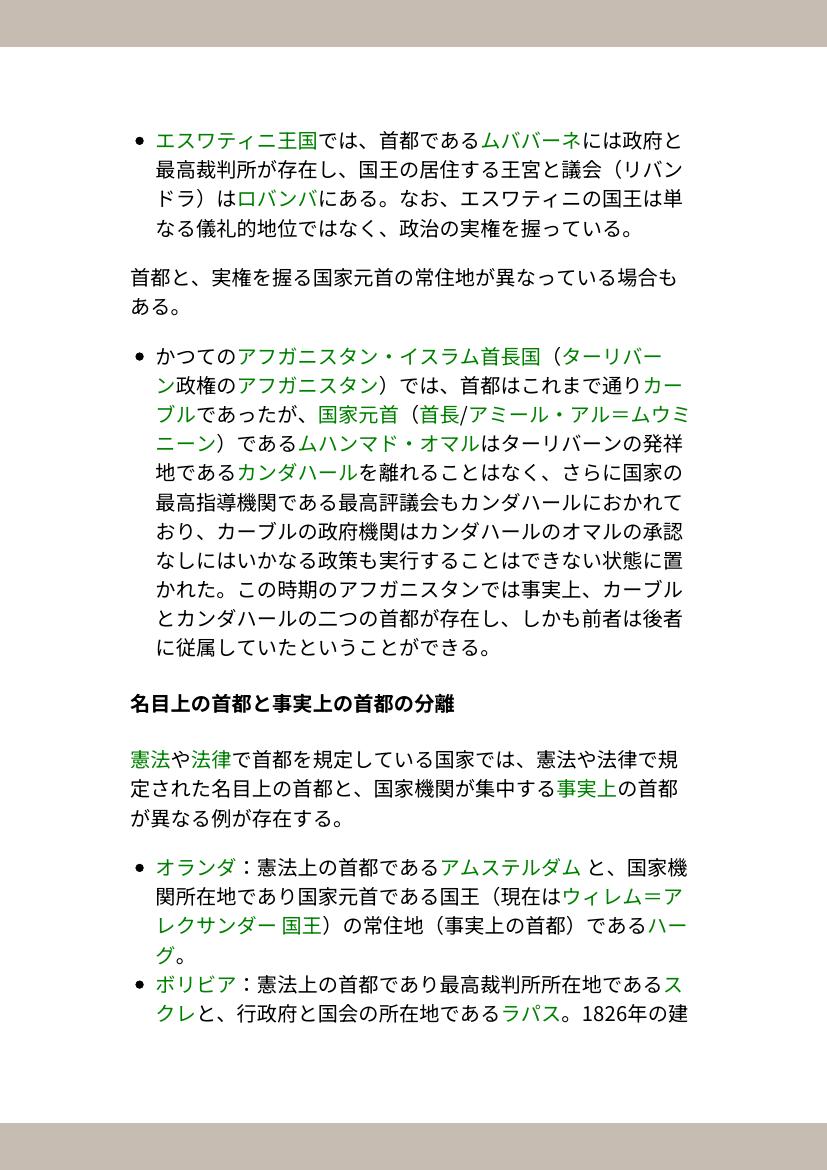 • エスワティニ王国では、首都であるムババーネには政府と
最高裁判所が存在し、国王の居住する王宮と議会（リバン
ドラ）はロバンバにある。なお、エスワティニの国王は単
なる儀礼的地位ではなく、政治の実権を握っている。
首都と、実権を握る国家元首の常住地が異なっている場合も
ある。
• かつてのアフガニスタン・イスラム首長国（ターリバー
ン政権のアフガニスタン）では、首都はこれまで通りカー
ブルであったが、国家元首（首長/アミール・アル＝ムウミ
ニーン）であるムハンマド・オマルはターリバーンの発祥
地であるカンダハールを離れることはなく、さらに国家の
最高指導機関である最高評議会もカンダハールにおかれて
おり、カーブルの政府機関はカンダハールのオマルの承認
なしにはいかなる政策も実行することはできない状態に置
かれた。この時期のアフガニスタンでは事実上、カーブル
とカンダハールの二つの首都が存在し、しかも前者は後者
に従属していたということができる。
名目上の首都と事実上の首都の分離
憲法や法律で首都を規定している国家では、憲法や法律で規
定された名目上の首都と、国家機関が集中する事実上の首都
が異なる例が存在する。
• オランダ：憲法上の首都であるアムステルダム と、国家機
関所在地であり国家元首である国王（現在はウィレム＝ア
レクサンダー 国王）の常住地（事実上の首都）であるハー
グ。
• ボリビア：憲法上の首都であり最高裁判所所在地であるス
クレと、行政府と国会の所在地であるラパス。1826年の建